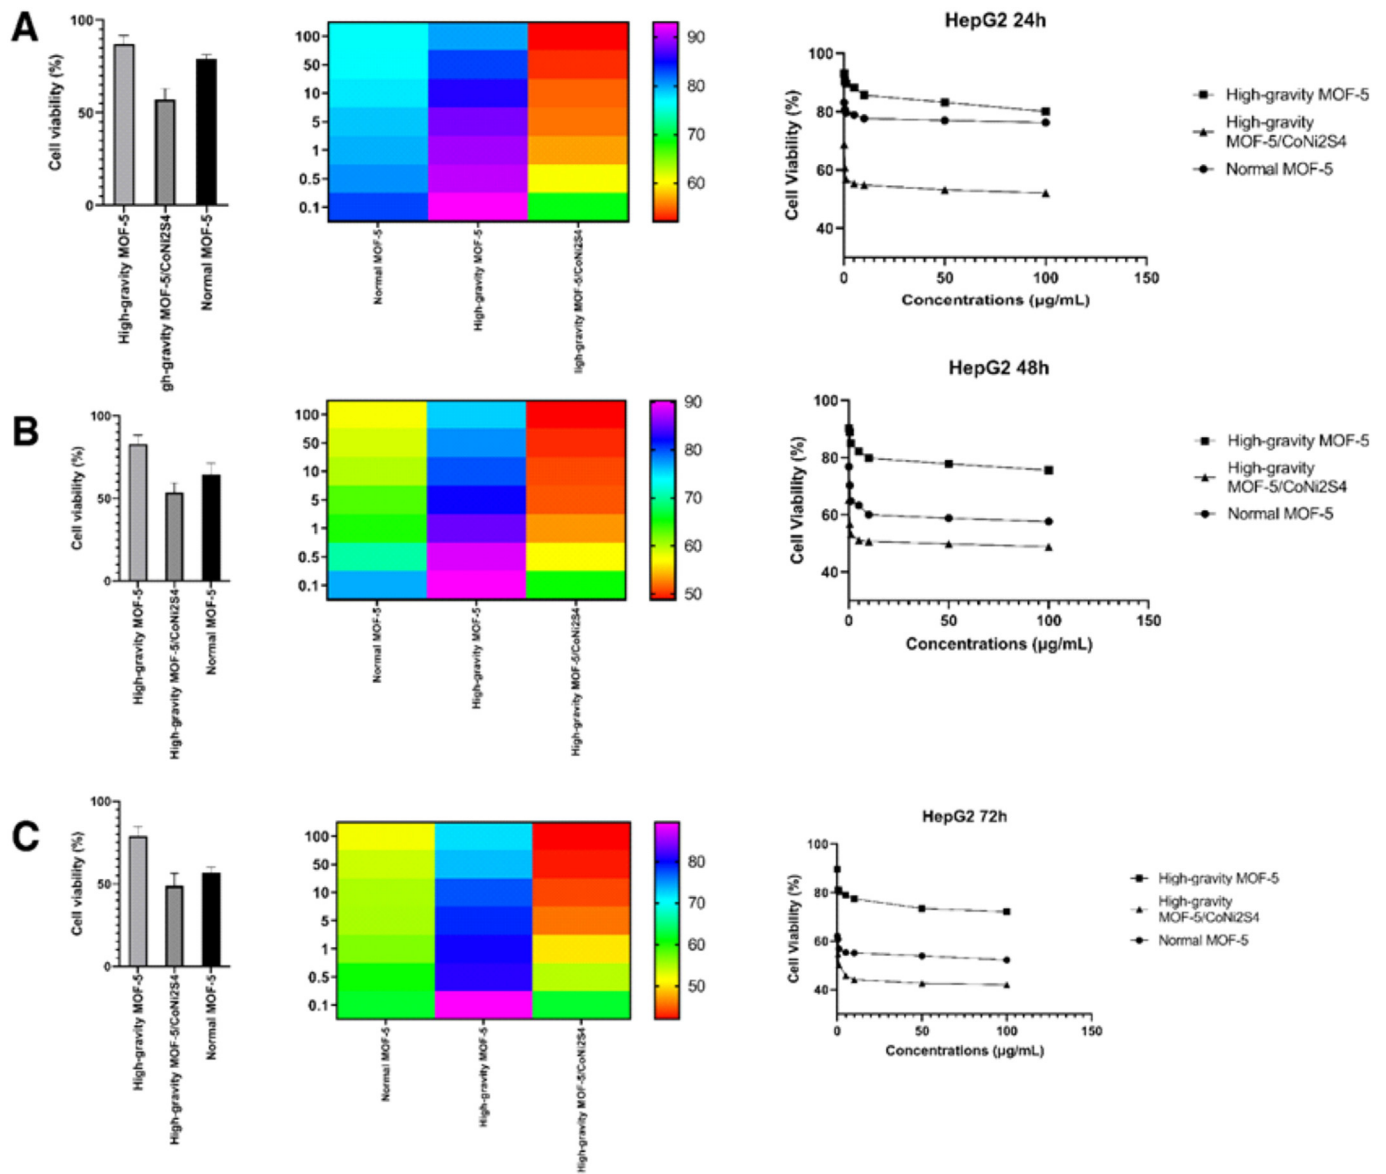 A
Cell viability (%)
100
50
0
High-gravity MOF-5
gh-gravity MOF-5/CoNi2S4
Normal MOF-5
100
50
10
5
1
0.5
0.1
Normal MOF-5
High-gravity MOF-5
ligh-gravity MOF-5/CoNi2S4
90
80
70
60
HepG2 24h
Cell Viability (%)
100
80
60
40
0
50
100
150
Concentrations (µg/mL)
High-gravity MOF-5
High-gravity
MOF-5/CoNi2S4
Normal MOF-5
B
Cell viability (%)
100
50
0
High-gravity MOF-5
High-gravity MOF-5/CoNi2S4
Normal MOF-5
100
50
10
5
1
0.5
0.1
Normal MOF-5
High-gravity MOF-5
High-gravity MOF-5/CoNi2S4
90
80
70
60
50
HepG2 48h
Cell Viability (%)
100
80
60
40
0
50
100
150
Concentrations (µg/mL)
High-gravity MOF-5
High-gravity
MOF-5/CoNi2S4
Normal MOF-5
C
Cell viability (%)
100
50
0
High-gravity MOF-5
High-gravity MOF-5/CoNi2S4
Normal MOF-5
100
50
10
5
1
0.5
0.1
Normal MOF-5
High-gravity MOF-5
High-gravity MOF-5/CoNi2S4
80
70
60
50
HepG2 72h
Cell Viability (%)
100
80
60
40
0
50
100
150
Concentrations (µg/mL)
High-gravity MOF-5
High-gravity
MOF-5/CoNi2S4
Normal MOF-5